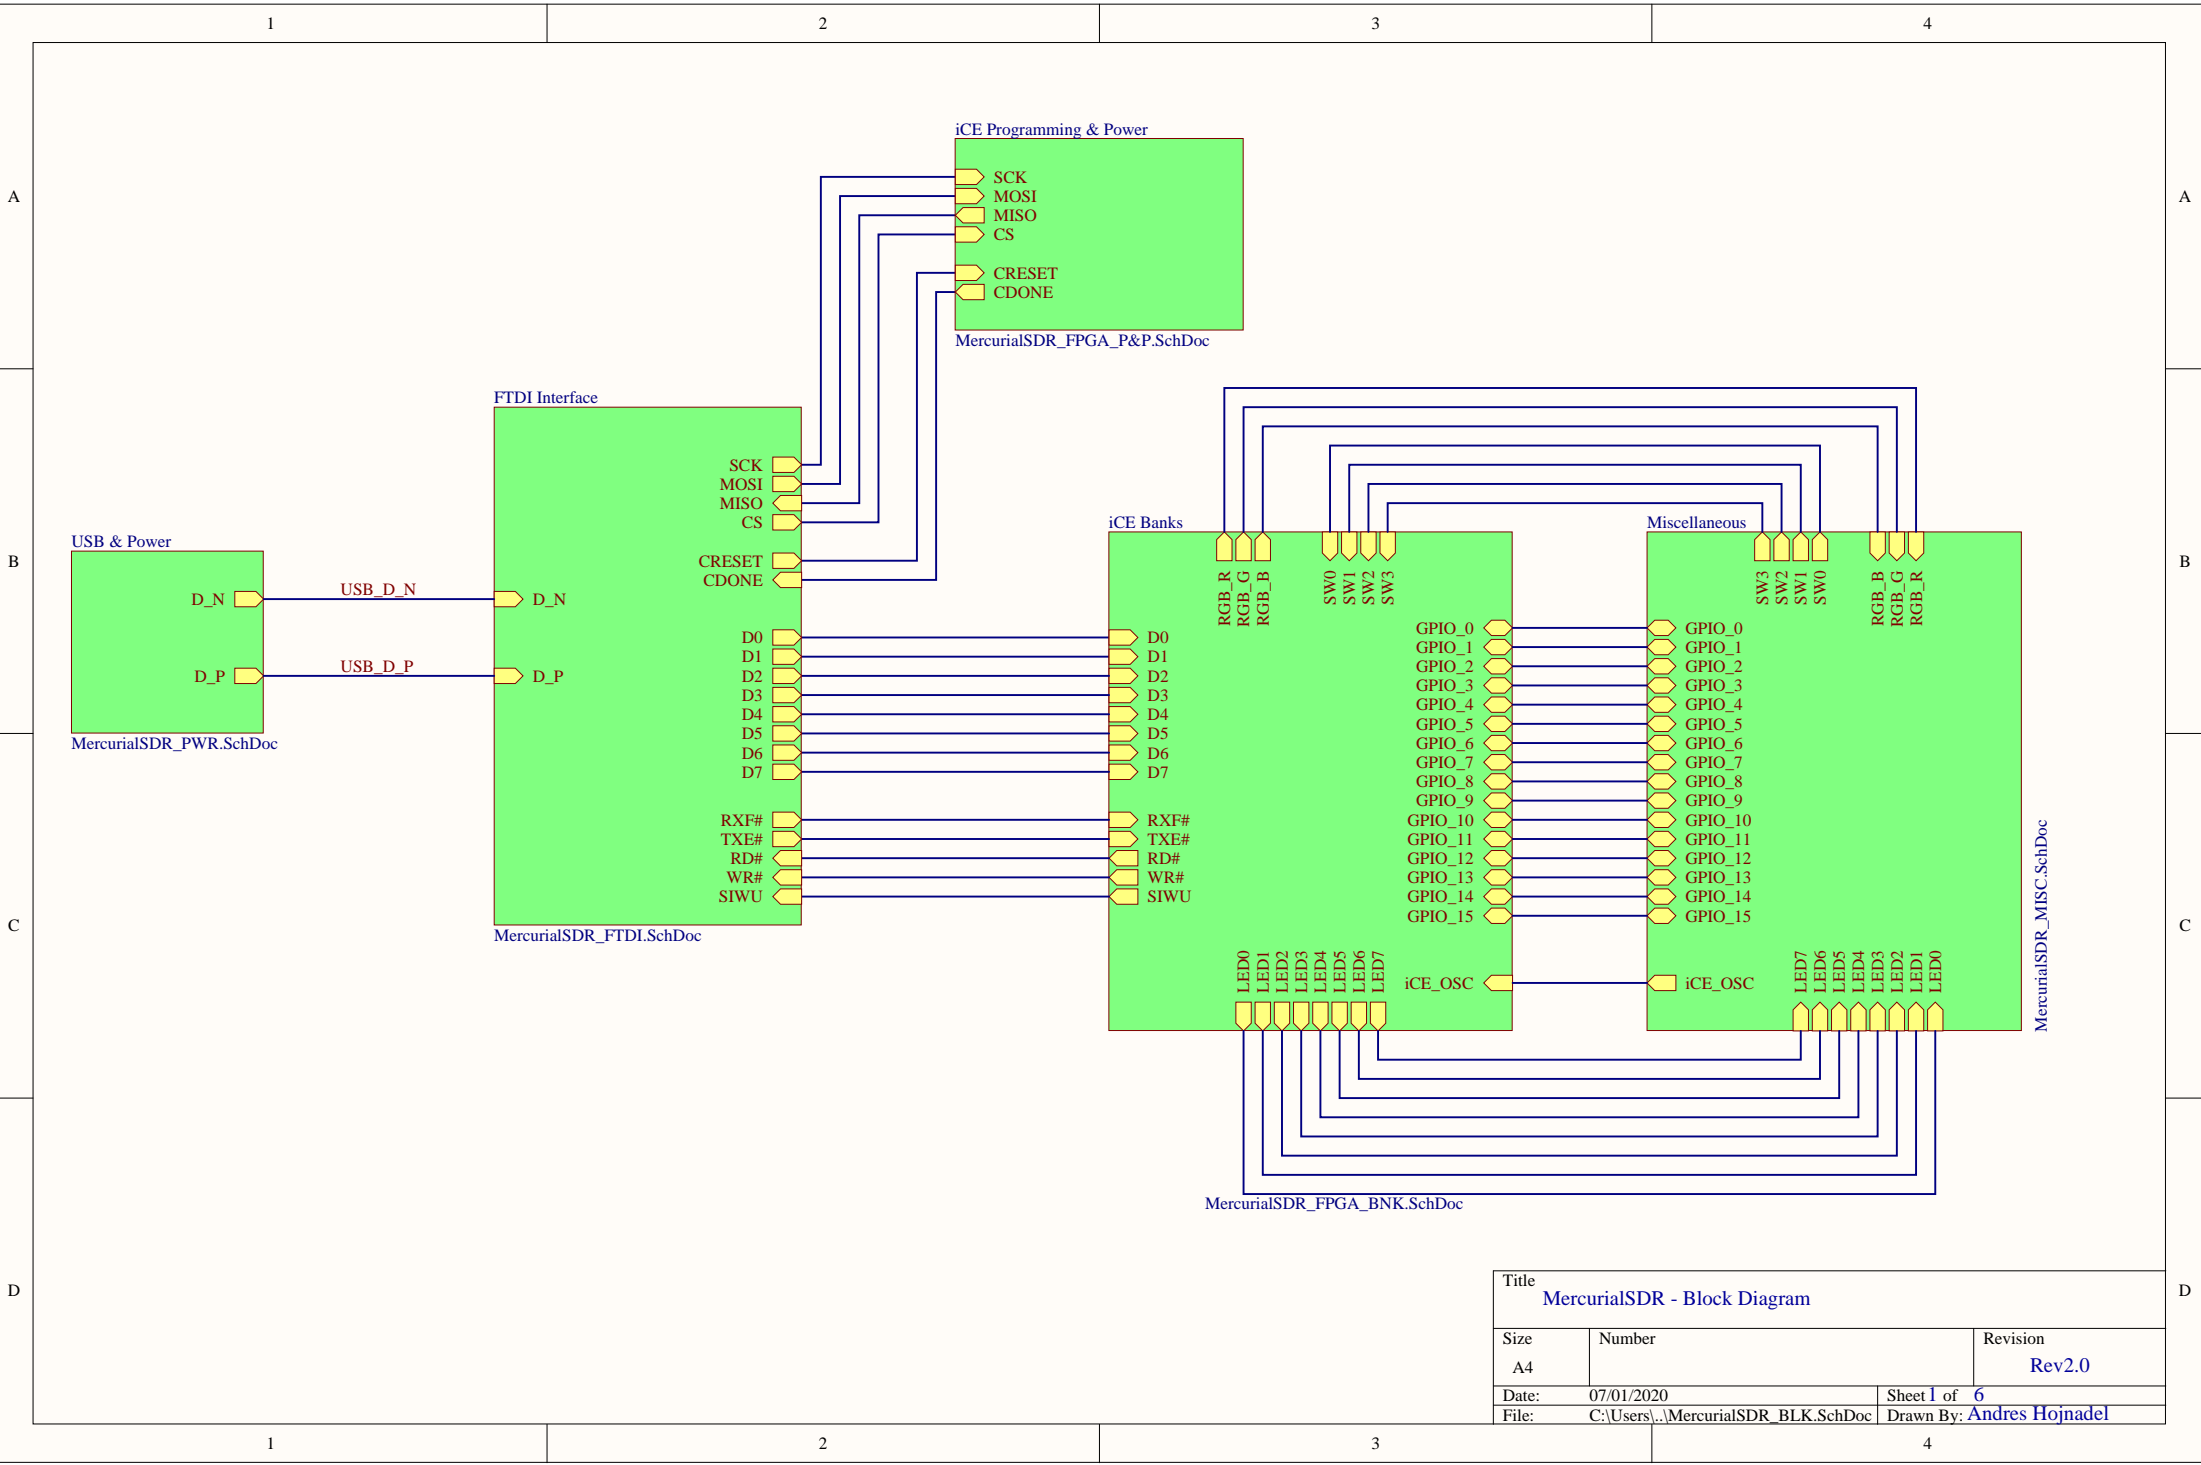 1
2
3
4
A
A
iCE Programming & Power
SCK
MOSI
MISO
CS
CRESET
CDONE
MercurialSDR_FPGA_P&P.SchDoc
FTDI Interface
SCK
MOSI
MISO
CS
CRESET
CDONE
D_N
D_P
D0
D1
D2
D3
D4
D5
D6
D7
RXF#
TXE#
RD#
WR#
SIWU
MercurialSDR_FTDI.SchDoc
B
B
USB & Power
D_N
D_P
MercurialSDR_PWR.SchDoc
USB_D_N
USB_D_P
iCE Banks
RGB_R
RGB_G
RGB_B
SW0
SW1
SW2
SW3
D0
D1
D2
D3
D4
D5
D6
D7
RXF#
TXE#
RD#
WR#
SIWU
GPIO_0
GPIO_1
GPIO_2
GPIO_3
GPIO_4
GPIO_5
GPIO_6
GPIO_7
GPIO_8
GPIO_9
GPIO_10
GPIO_11
GPIO_12
GPIO_13
GPIO_14
GPIO_15
iCE_OSC
LED0
LED1
LED2
LED3
LED4
LED5
LED6
LED7
MercurialSDR_FPGA_BNK.SchDoc
Miscellaneous
SW3
SW2
SW1
SW0
RGB_B
RGB_G
RGB_R
GPIO_0
GPIO_1
GPIO_2
GPIO_3
GPIO_4
GPIO_5
GPIO_6
GPIO_7
GPIO_8
GPIO_9
GPIO_10
GPIO_11
GPIO_12
GPIO_13
GPIO_14
GPIO_15
iCE_OSC
LED7
LED6
LED5
LED4
LED3
LED2
LED1
LED0
MercurialSDR_MISC.SchDoc
C
C
D
D
Title
MercurialSDR - Block Diagram
Size
Number
Revision
A4
Rev2.0
Date: 07/01/2020
Sheet 1 of 6
File: C:\Users\..\MercurialSDR_BLK.SchDoc
Drawn By: Andres Hojnadel
1
2
3
4